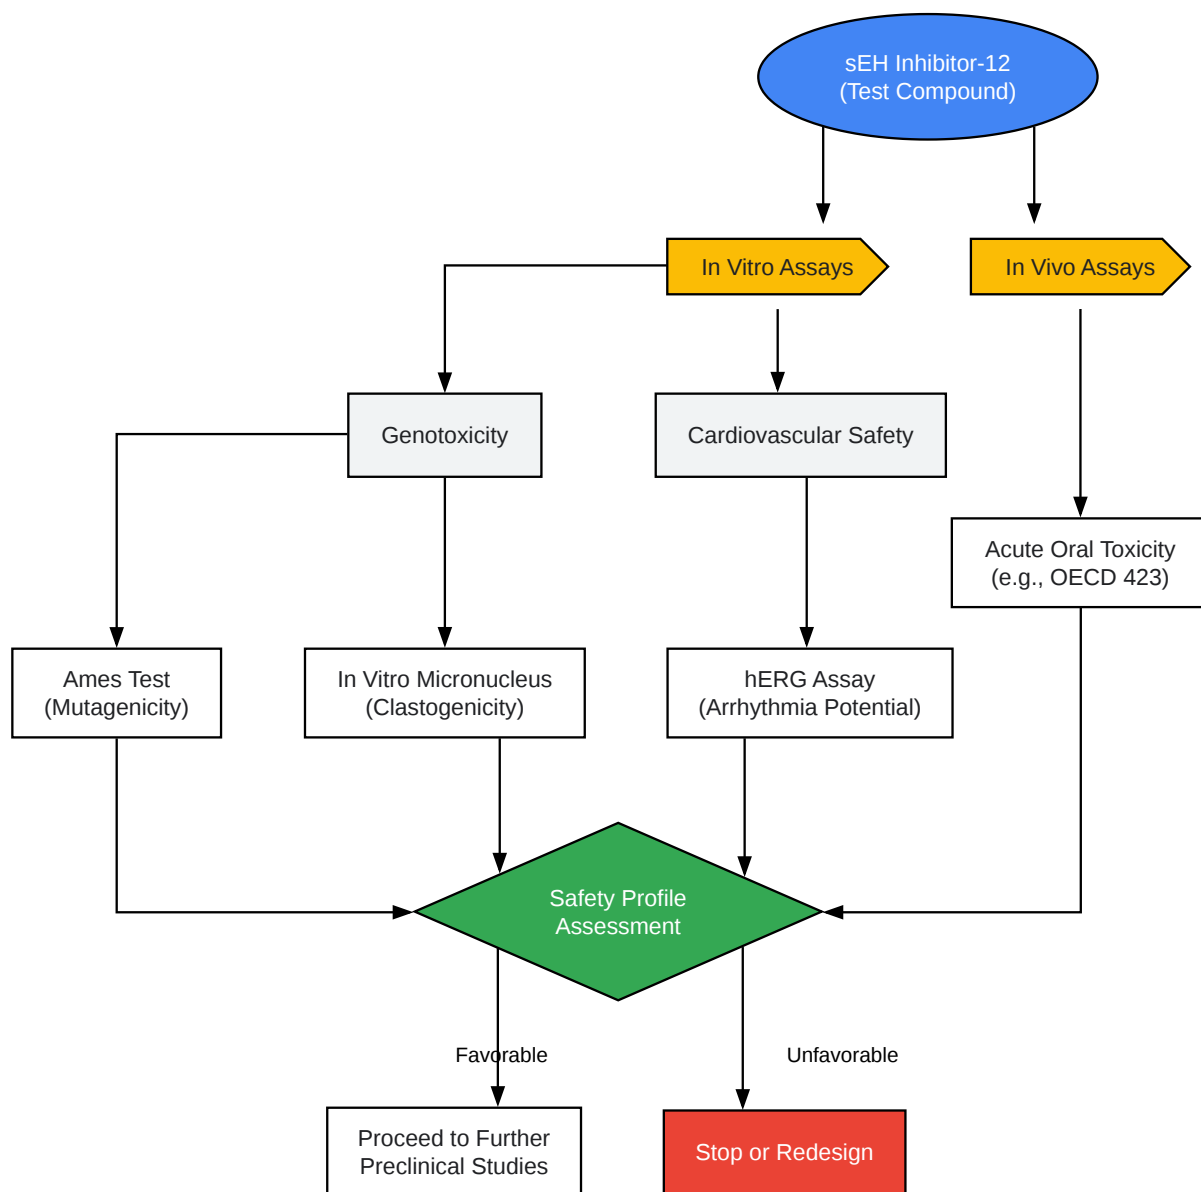 sEH Inhibitor-12
(Test Compound)
In Vitro Assays
In Vivo Assays
Genotoxicity
Cardiovascular Safety
Acute Oral Toxicity
(e.g., OECD 423)
Ames Test
(Mutagenicity)
In Vitro Micronucleus
(Clastogenicity)
hERG Assay
(Arrhythmia Potential)
Safety Profile
Assessment
Favorable
Unfavorable
Proceed to Further
Preclinical Studies
Stop or Redesign